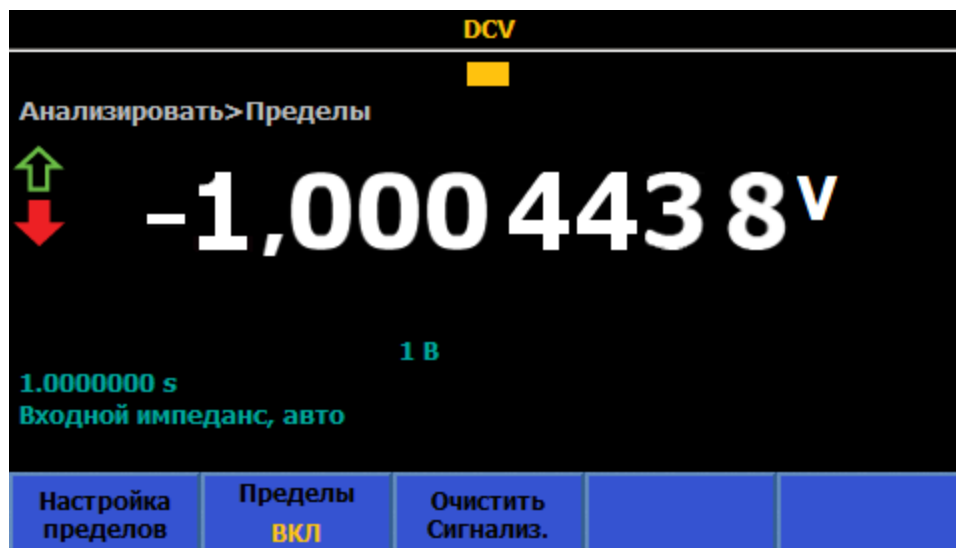 DCV
Анализировать>Пределы
-1,000 443 8 V
1 В
1.0000000 s
Входной импеданс, авто
Настройка пределов
Пределы ВКЛ
Очистить Сигнализ.